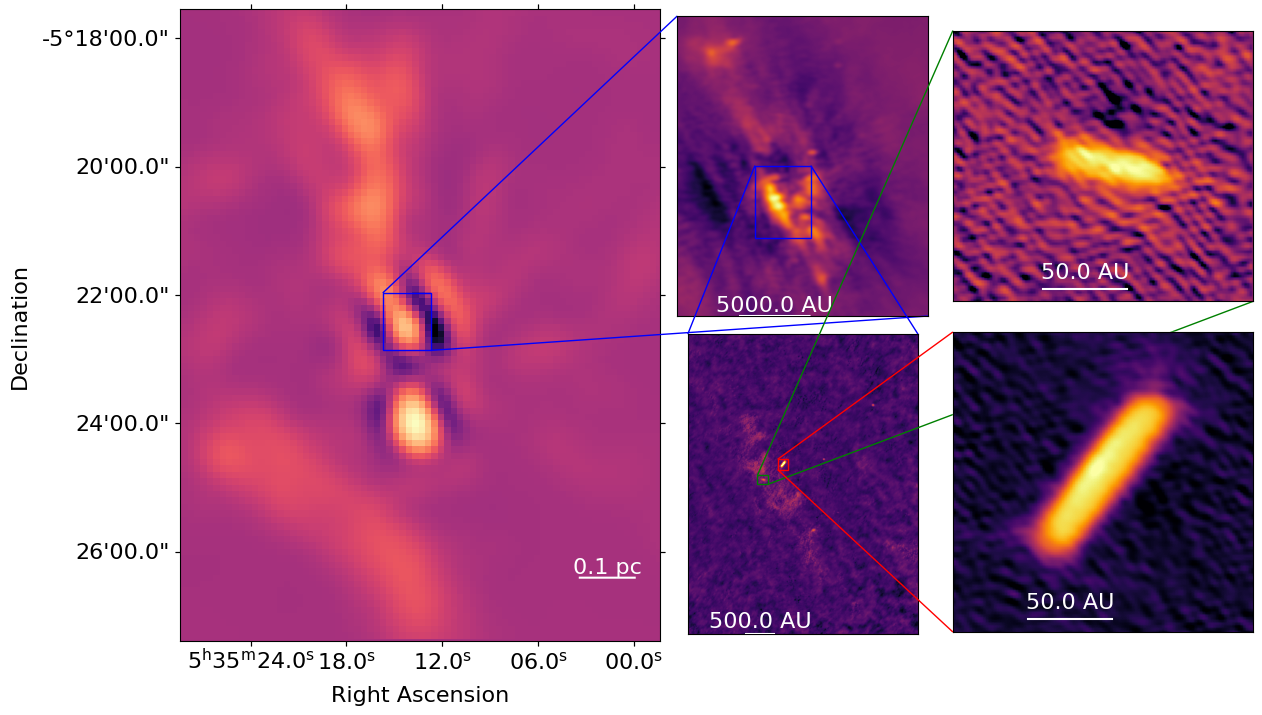 -5°18'00.0"
20'00.0"
22'00.0"
24'00.0"
26'00.0"
Declination
5ʰ35ᵐ24.0ˢ 18.0ˢ 12.0ˢ 06.0ˢ 00.0ˢ
Right Ascension
0.1 pc
5000.0 AU
500.0 AU
50.0 AU
50.0 AU